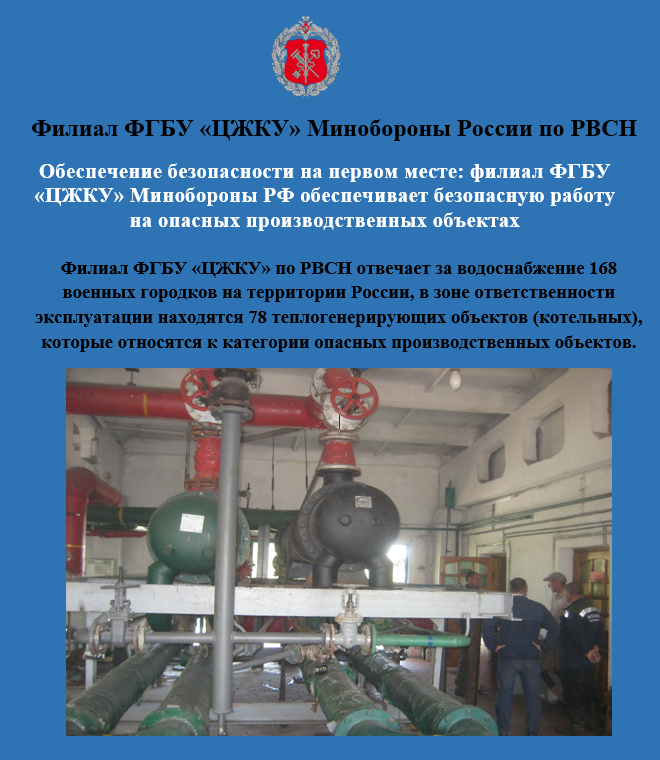 Филиал ФГБУ «ЦЖКУ» Минобороны России по РВСН
Обеспечение безопасности на первом месте: филиал ФГБУ
«ЦЖКУ» Минобороны РФ обеспечивает безопасную работу
на опасных производственных объектах
Филиал ФГБУ «ЦЖКУ» по РВСН отвечает за водоснабжение 168
военных городков на территории России, в зоне ответственности
эксплуатации находятся 78 теплогенерирующих объектов (котельных),
которые относятся к категории опасных производственных объектов.